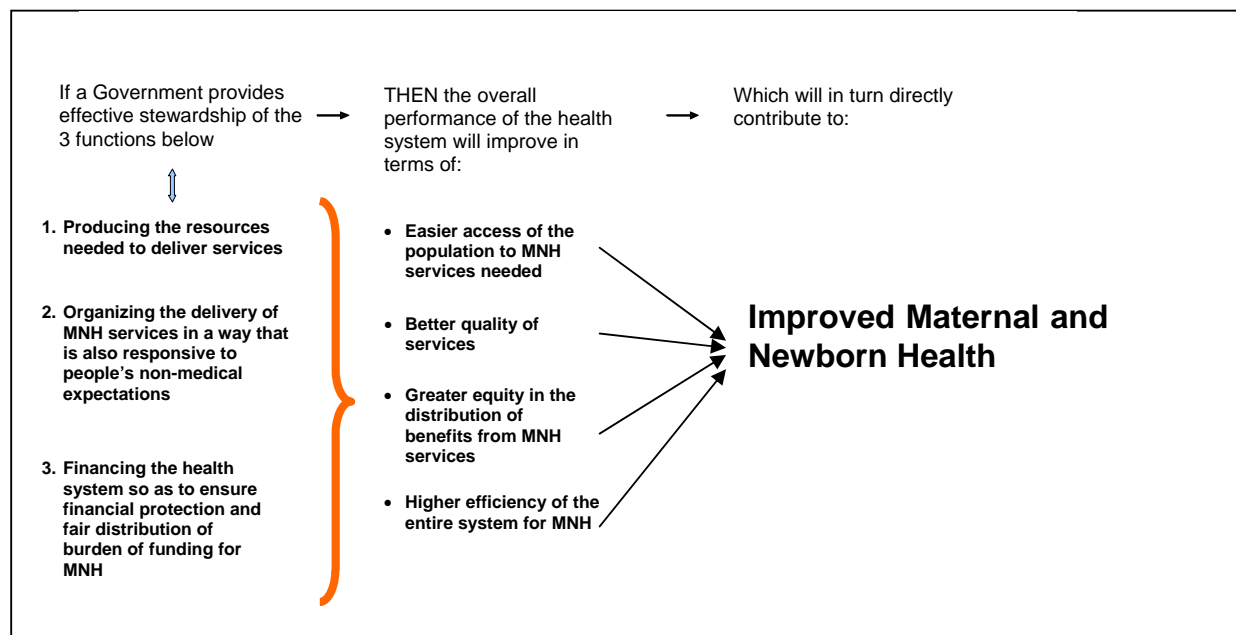 If a Government provides
effective stewardship of the
3 functions below
THEN the overall
performance of the health
system will improve in
terms of:
Which will in turn directly
contribute to:
1. Producing the resources
needed to deliver services
2. Organizing the delivery of
MNH services in a way that
is also responsive to
people's non-medical
expectations
3. Financing the health
system so as to ensure
financial protection and
fair distribution of
burden of funding for
MNH
• Easier access of the
population to MNH
services needed
• Better quality of
services
• Greater equity in the
distribution of
benefits from MNH
services
• Higher efficiency of the
entire system for MNH
Improved Maternal and
Newborn Health